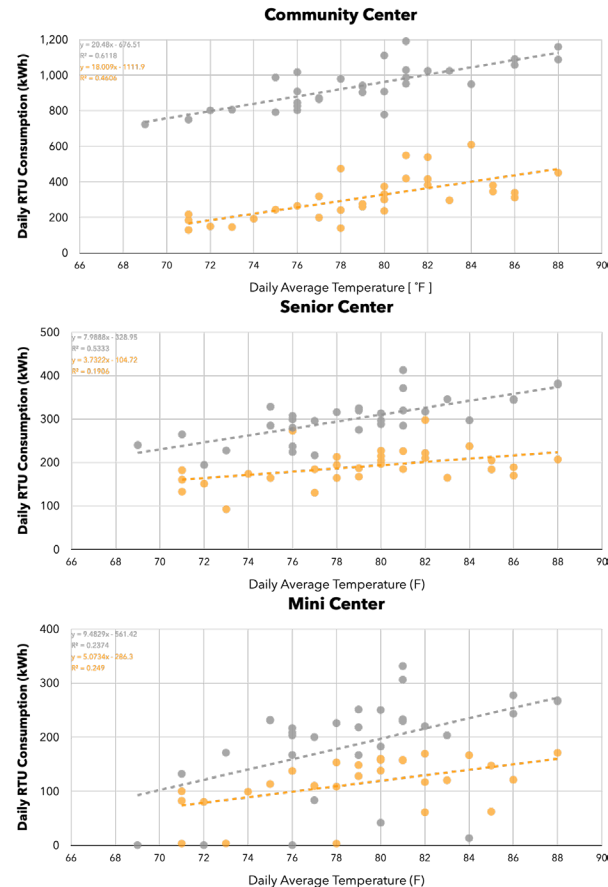 Community Center
Daily RTU Consumption (kWh)
y = 20.48x - 676.51
R² = 0.6118
y = 18.009x - 1111.9
R² = 0.4606
1,200
1,000
800
600
400
200
0
66 68 70 72 74 76 78 80 82 84 86 88 90
Daily Average Temperature [ °F ]
Senior Center
Daily RTU Consumption (kWh)
y = 7.9888x - 328.95
R² = 0.5333
y = 3.7322x - 104.72
R² = 0.1906
500
400
300
200
100
0
66 68 70 72 74 76 78 80 82 84 86 88 90
Daily Average Temperature (F)
Mini Center
Daily RTU Consumption (kWh)
y = 9.4829x - 561.42
R² = 0.2374
y = 5.0734x - 286.3
R² = 0.249
400
300
200
100
0
66 68 70 72 74 76 78 80 82 84 86 88 90
Daily Average Temperature (F)